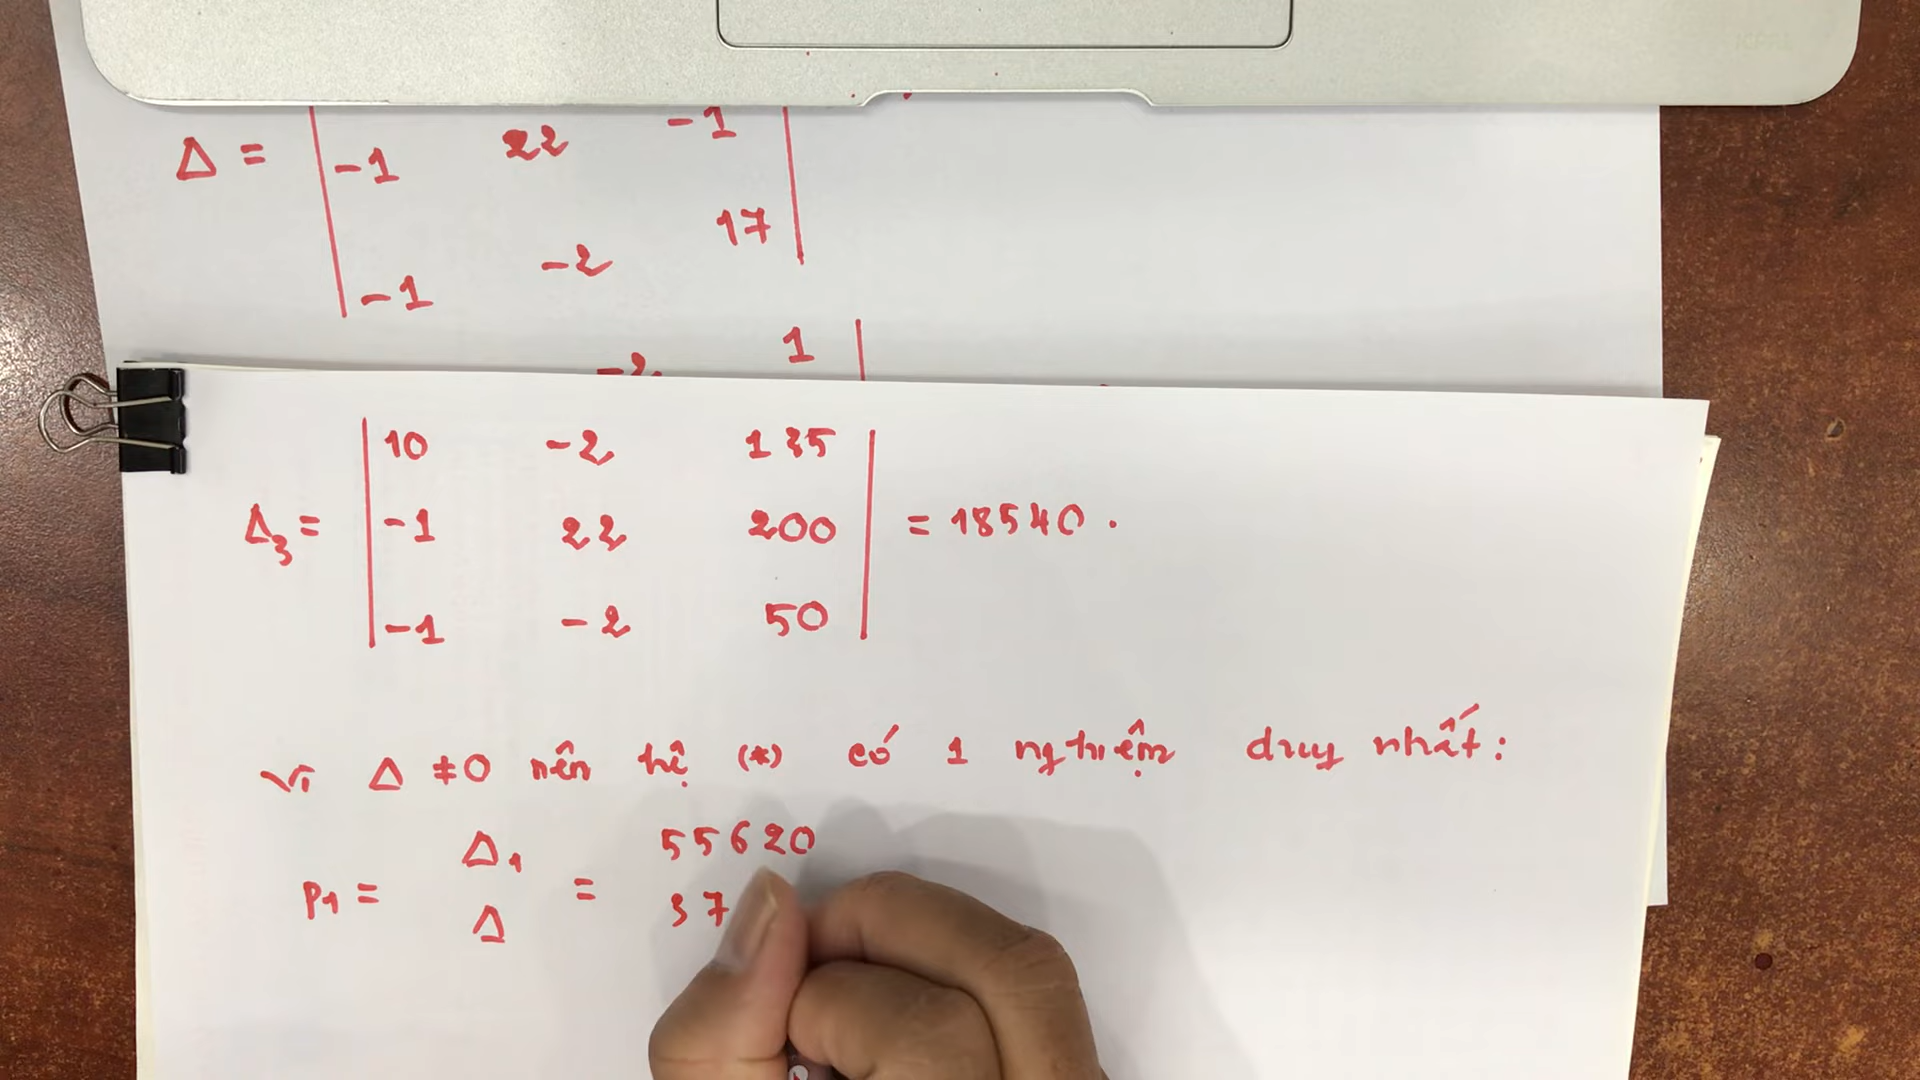 -1 22 -1
Δ =
-1 -2 17
-2 1
10 -2 135
Δ3 = -1 22 200 = 18540.
-1 -2 50
Vì Δ ≠ 0 nên hệ (*) có 1 nghiệm duy nhất:
P1 = Δ1 / Δ = 55620 / 37